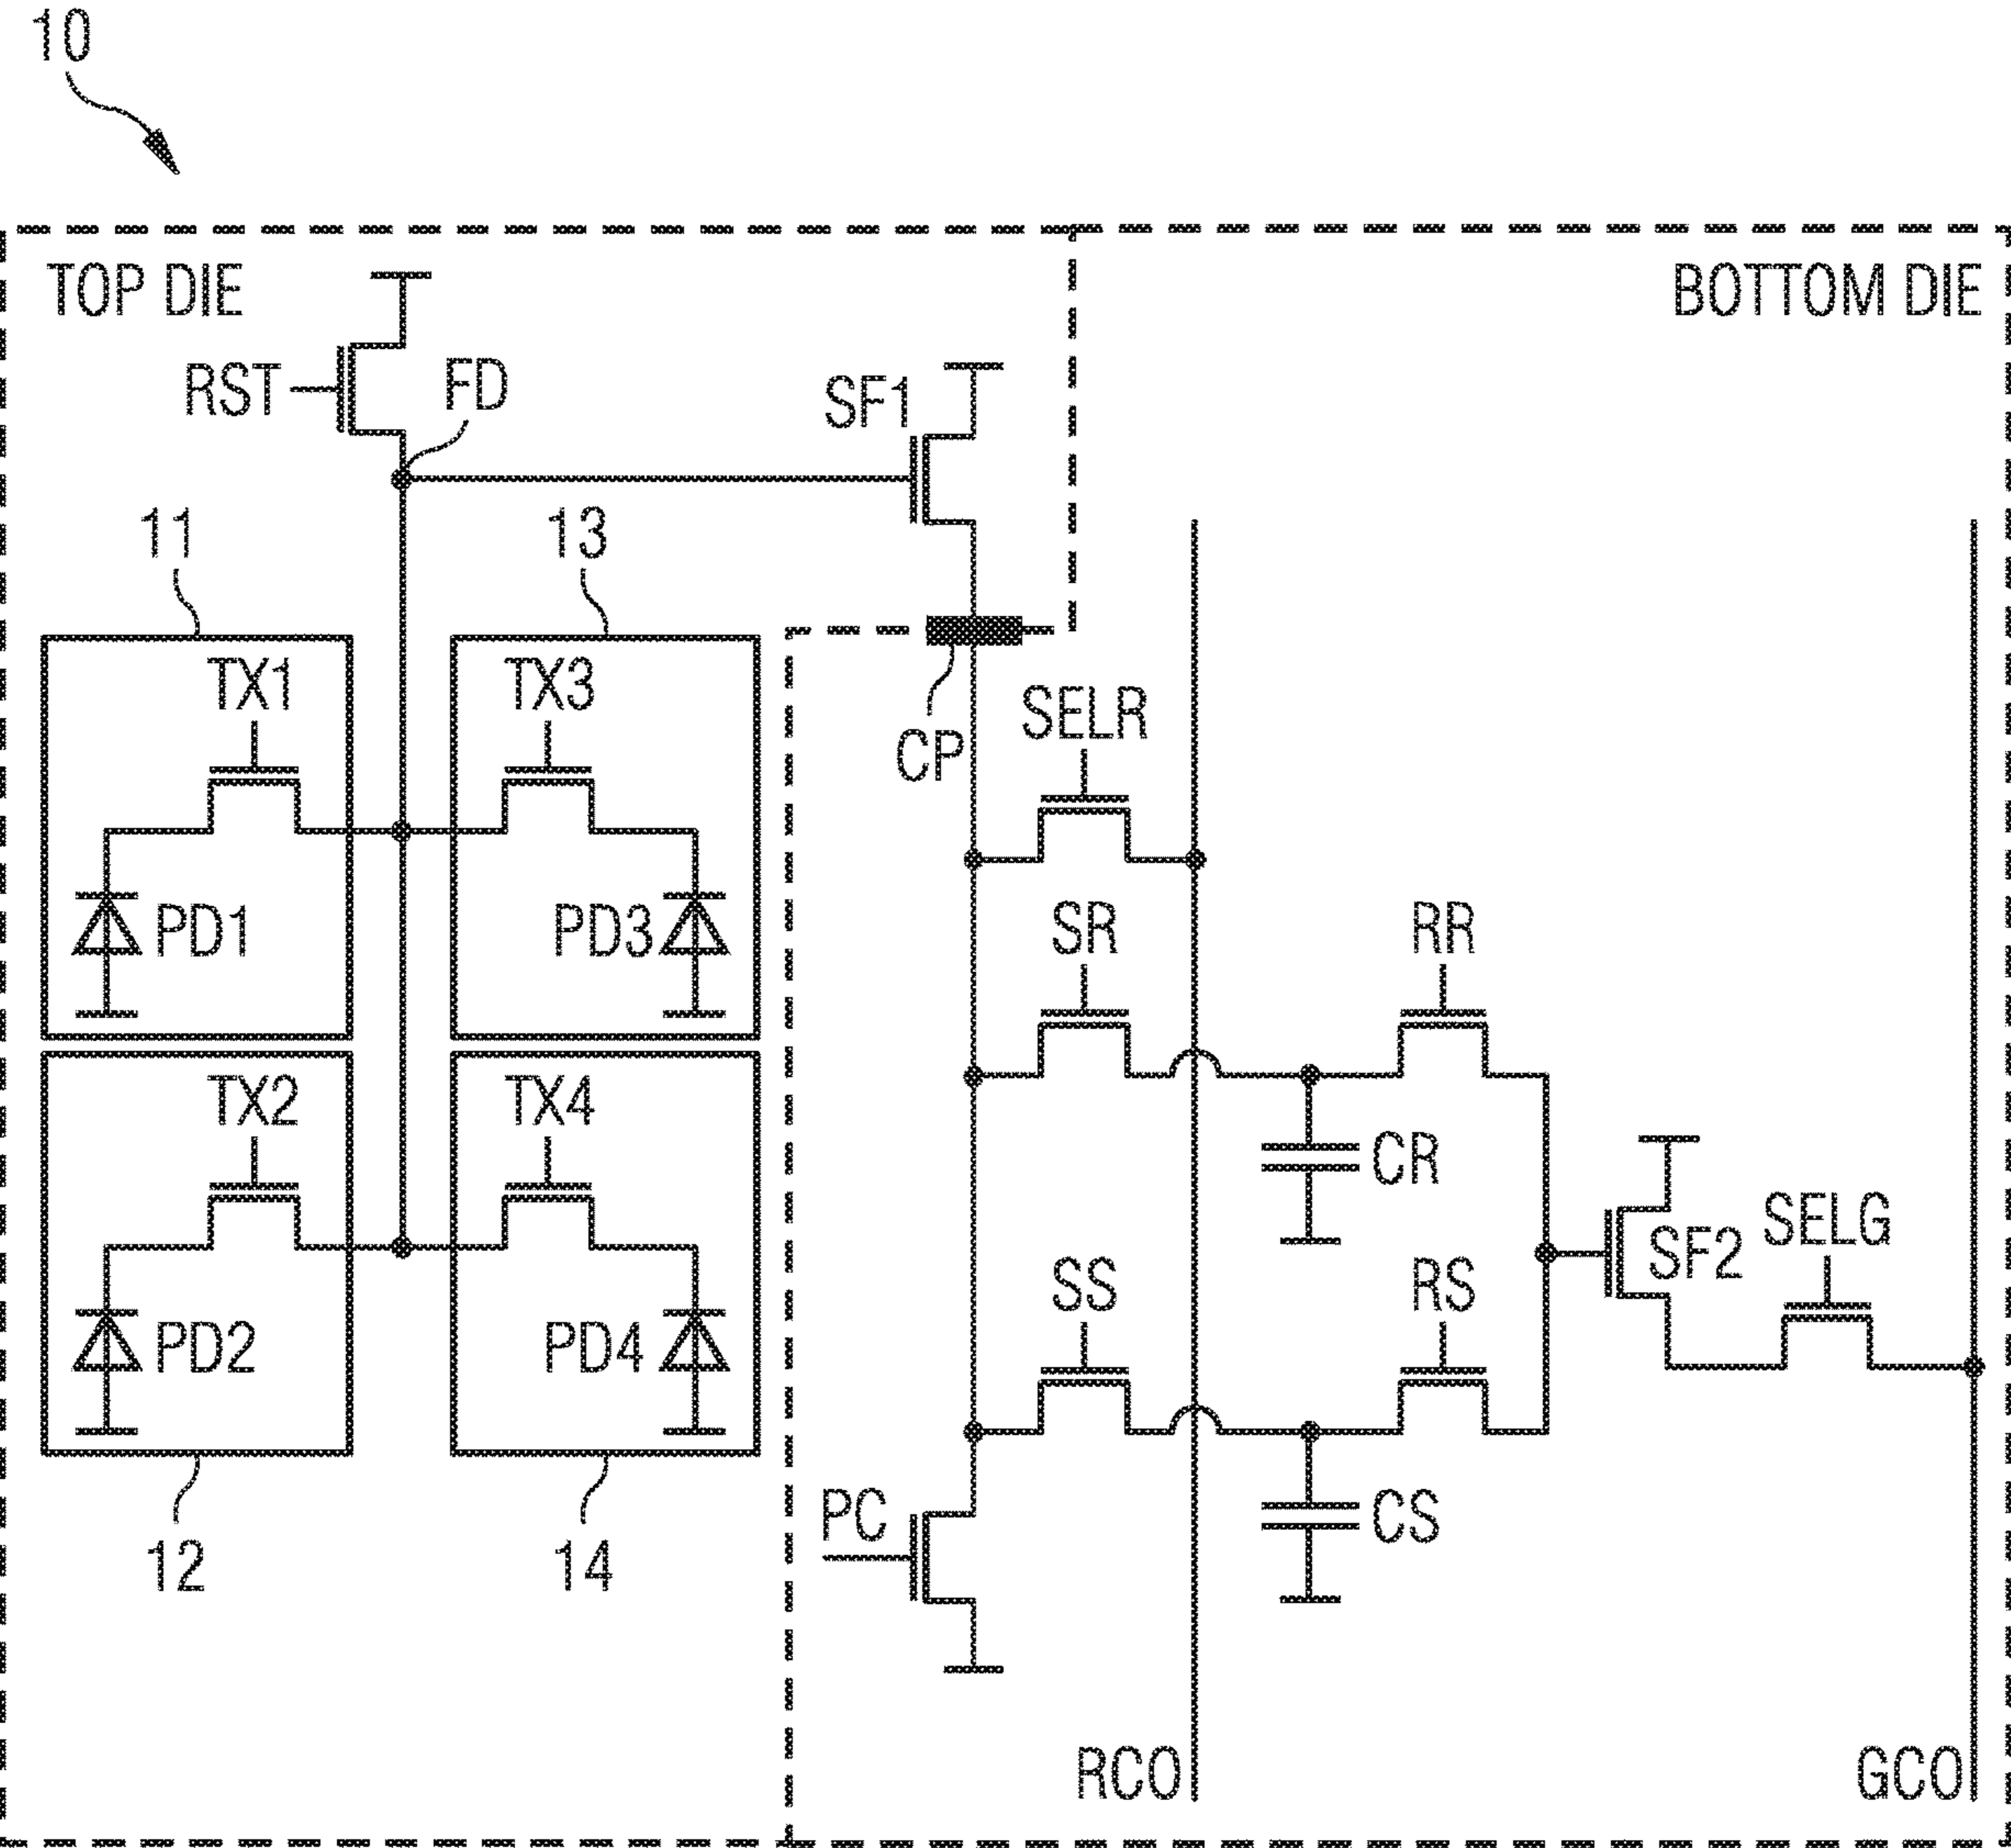 10
TOP DIE
BOTTOM DIE
RST
FD
SF1
11
13
TX1
TX3
CP
SELR
PD1
PD3
SR
RR
TX2
TX4
CR
SF2
SELG
SS
RS
PD2
PD4
PC
CS
12
14
RCO
GCO